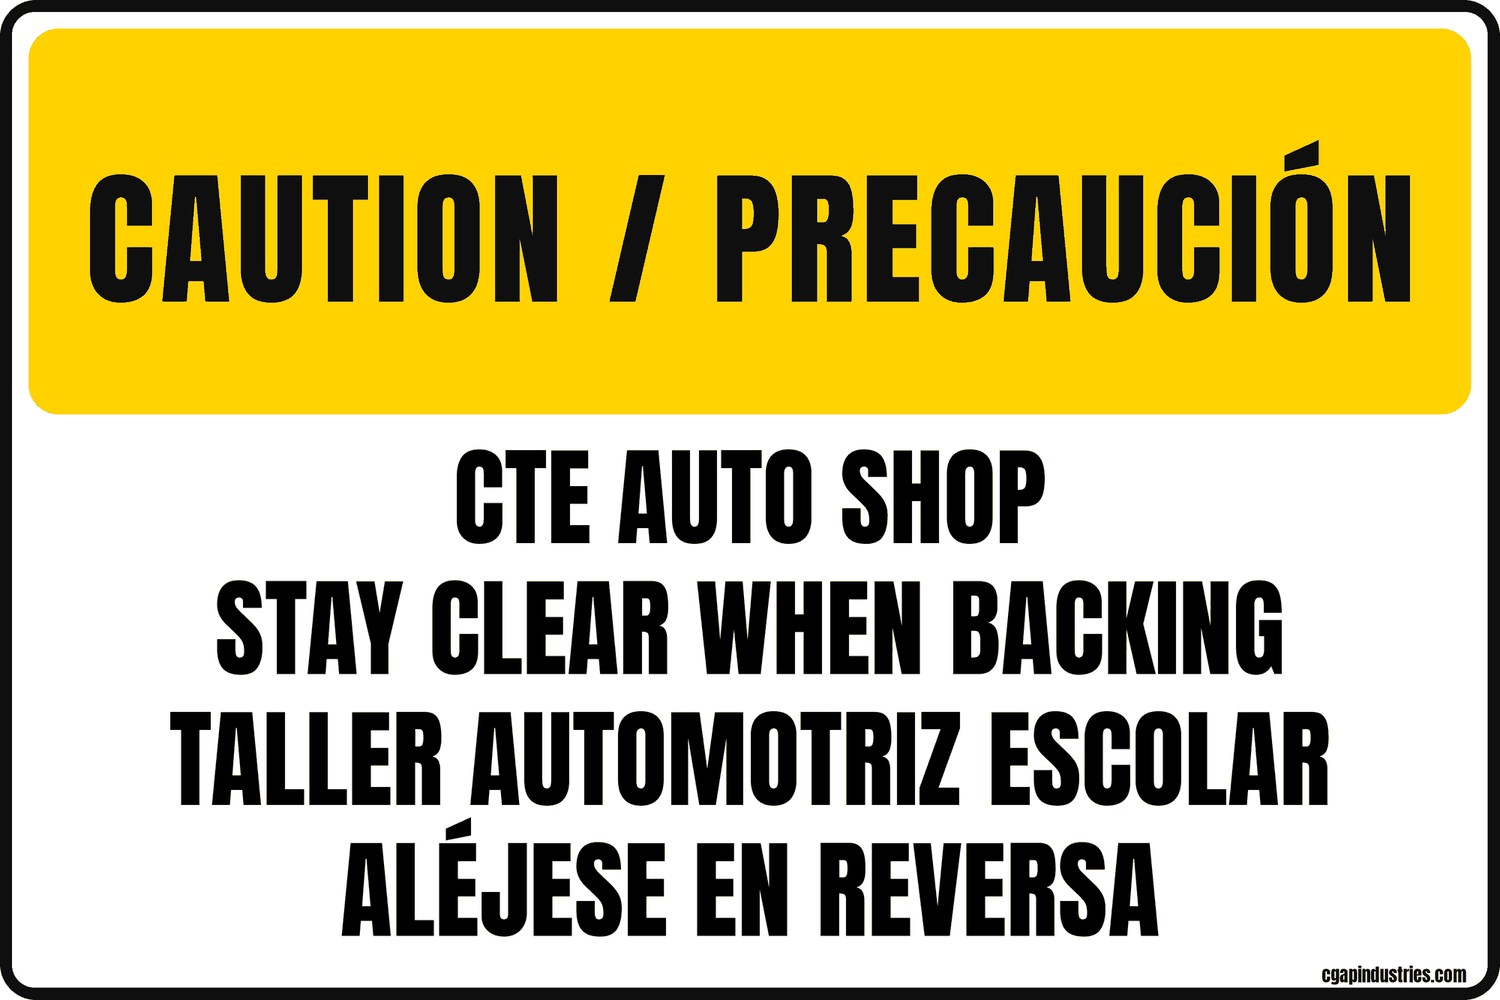 CAUTION / PRECAUCIÓN
CTE AUTO SHOP
STAY CLEAR WHEN BACKING
TALLER AUTOMOTRIZ ESCOLAR
ALÉJESE EN REVERSA
cgapindustries.com